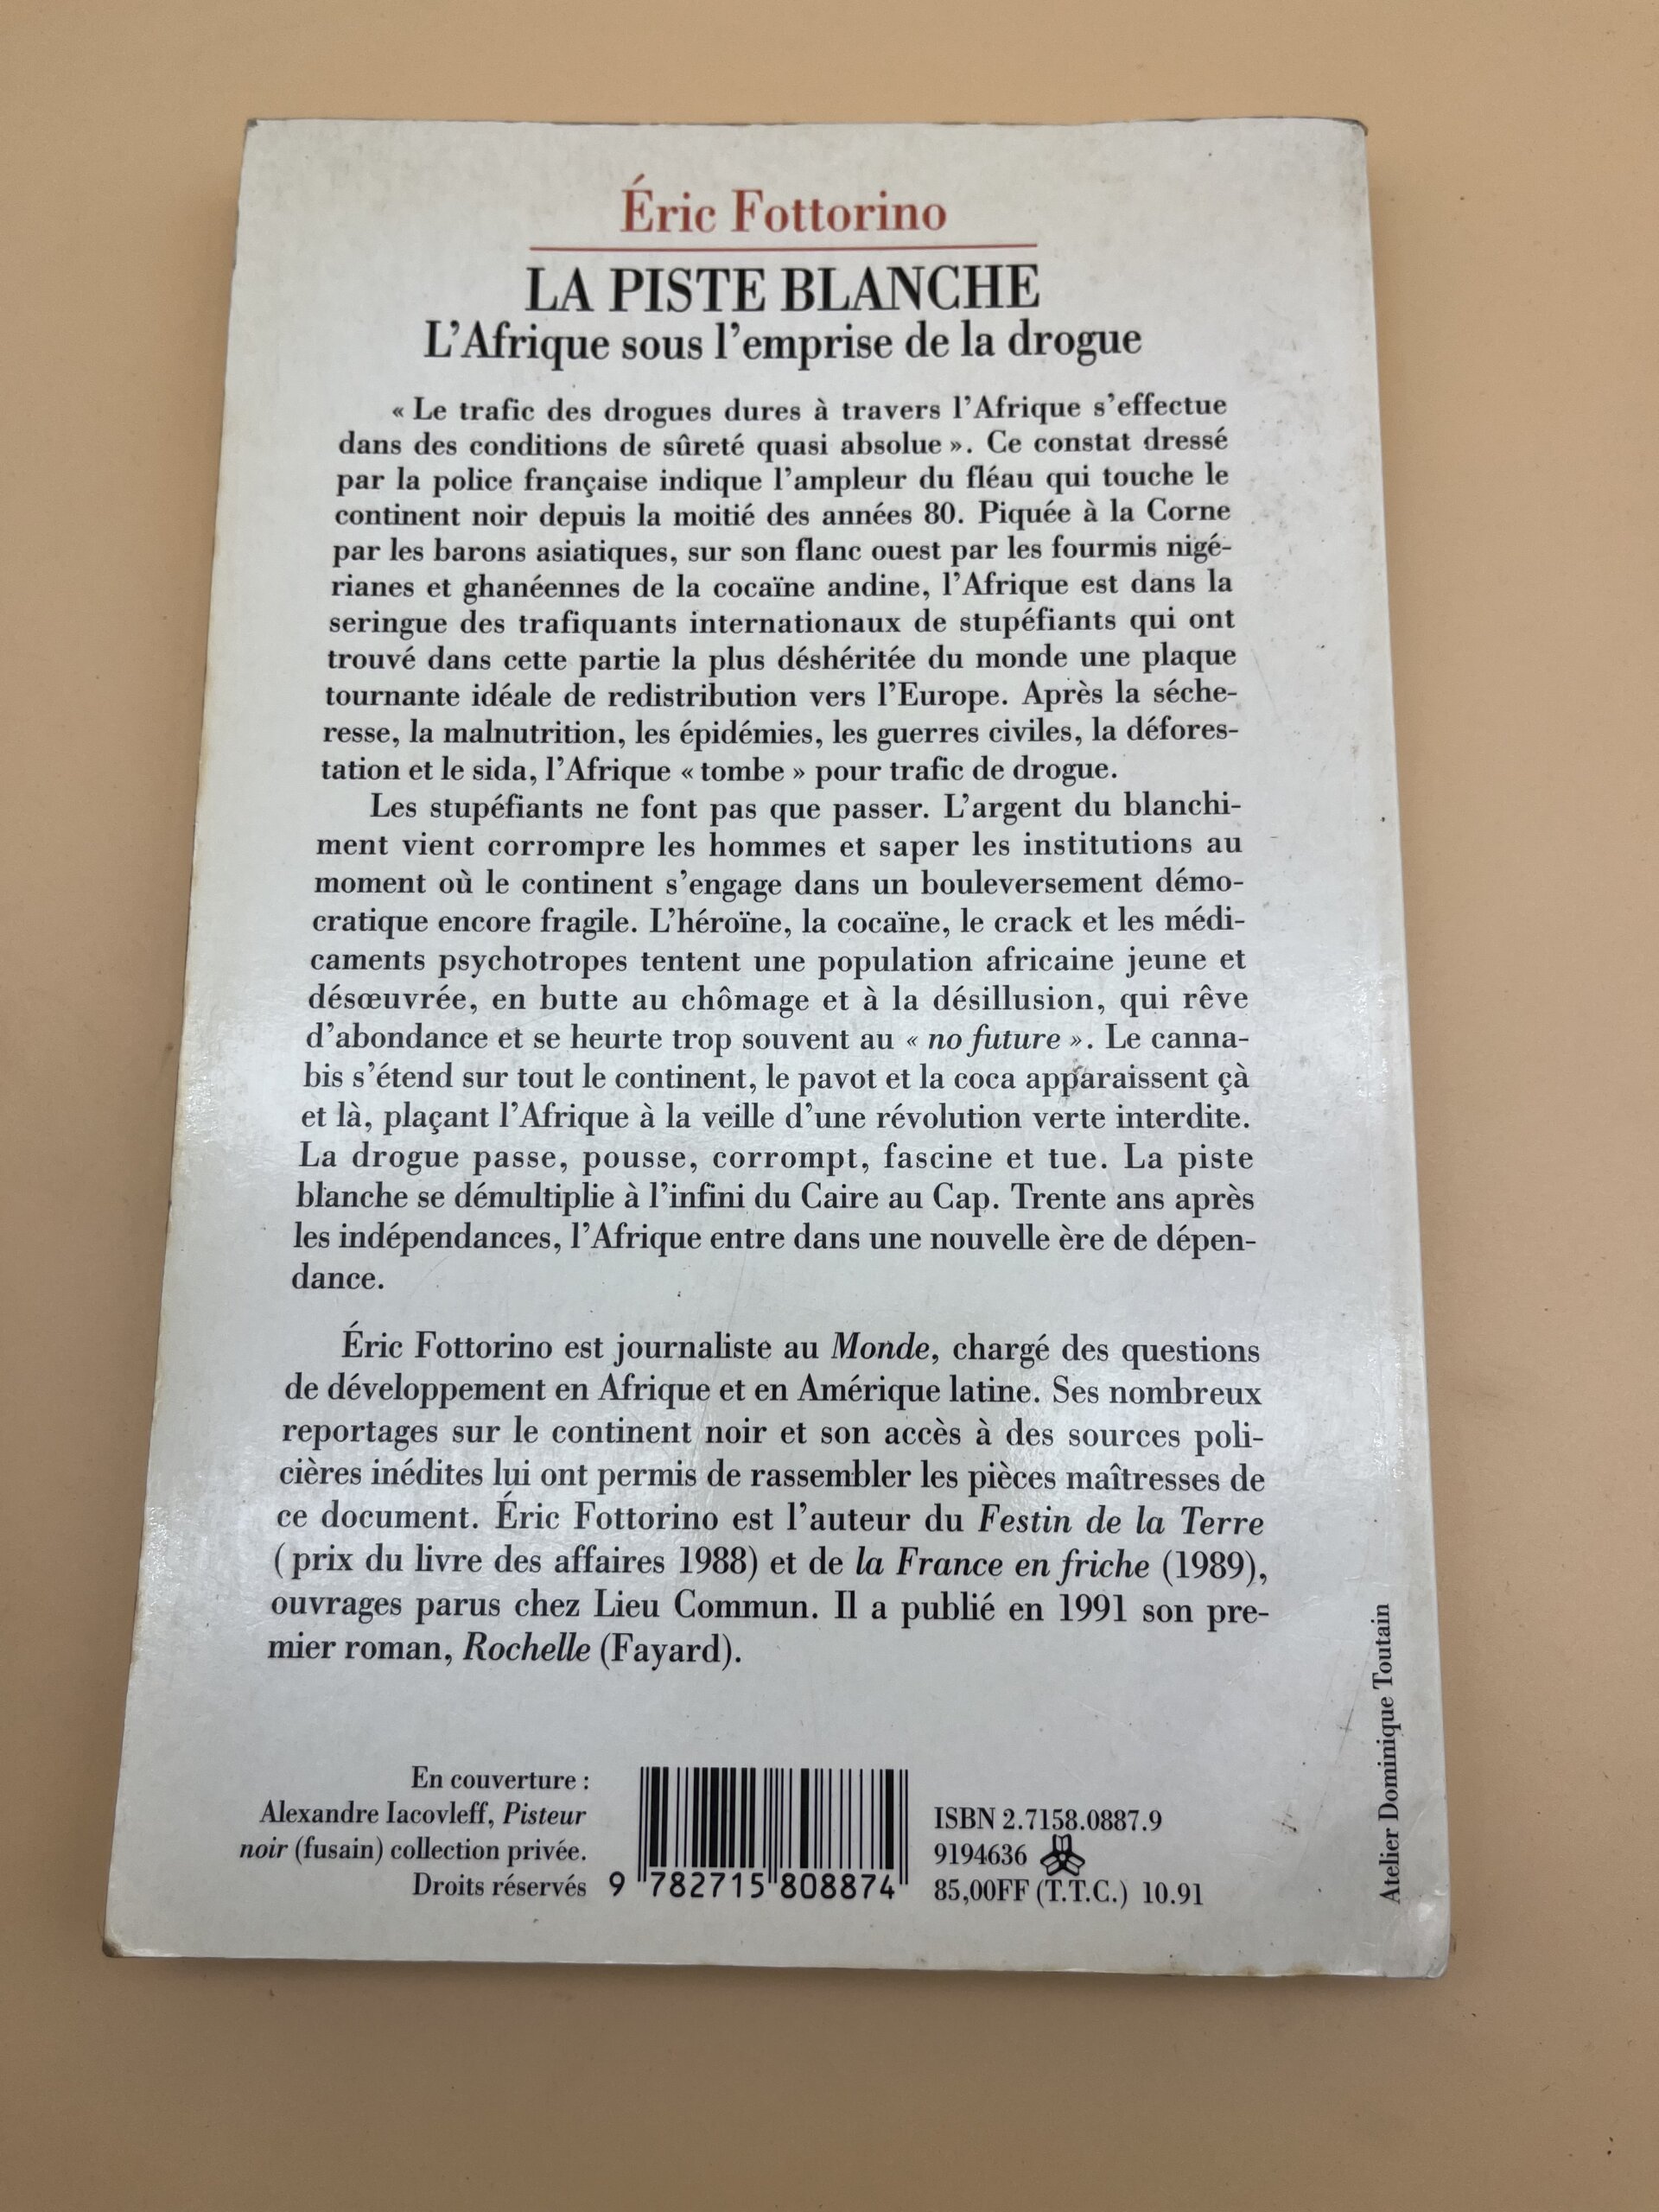 Éric Fottorino
LA PISTE BLANCHE
L'Afrique sous l'emprise de la drogue
« Le trafic des drogues dures à travers l'Afrique s'effectue
dans des conditions de sûreté quasi absolue ». Ce constat dressé
par la police française indique l'ampleur du fléau qui touche le
continent noir depuis la moitié des années 80. Piquée à la Corne
par les barons asiatiques, sur son flanc ouest par les fourmis nigé-
rianes et ghanéennes de la cocaïne andine, l'Afrique est dans la
seringue des trafiquants internationaux de stupéfiants qui ont
trouvé dans cette partie la plus déshéritée du monde une plaque
tournante idéale de redistribution vers l'Europe. Après la séche-
resse, la malnutrition, les épidémies, les guerres civiles, la défores-
tation et le sida, l'Afrique « tombe » pour trafic de drogue.
Les stupéfiants ne font pas que passer. L'argent du blanchi-
ment vient corrompre les hommes et saper les institutions au
moment où le continent s'engage dans un bouleversement démo-
cratique encore fragile. L'héroïne, la cocaïne, le crack et les médi-
caments psychotropes tentent une population africaine jeune et
désœuvrée, en butte au chômage et à la désillusion, qui rêve
d'abondance et se heurte trop souvent au « no future ». Le canna-
bis s'étend sur tout le continent, le pavot et la coca apparaissent çà
et là, plaçant l'Afrique à la veille d'une révolution verte interdite.
La drogue passe, pousse, corrompt, fascine et tue. La piste
blanche se démultiplie à l'infini du Caire au Cap. Trente ans après
les indépendances, l'Afrique entre dans une nouvelle ère de dépen-
dance.
Éric Fottorino est journaliste au Monde, chargé des questions
de développement en Afrique et en Amérique latine. Ses nombreux
reportages sur le continent noir et son accès à des sources poli-
cières inédites lui ont permis de rassembler les pièces maîtresses de
ce document. Éric Fottorino est l'auteur du Festin de la Terre
(prix du livre des affaires 1988) et de la France en friche (1989),
ouvrages parus chez Lieu Commun. Il a publié en 1991 son pre-
mier roman, Rochelle (Fayard).
En couverture :
Alexandre Iacovleff, Pisteur
noir (fusain) collection privée.
Droits réservés
9 782715 808874
ISBN 2.7158.0887.9
9194636
85,00FF (T.T.C.) 10.91
Atelier Dominique Toutain